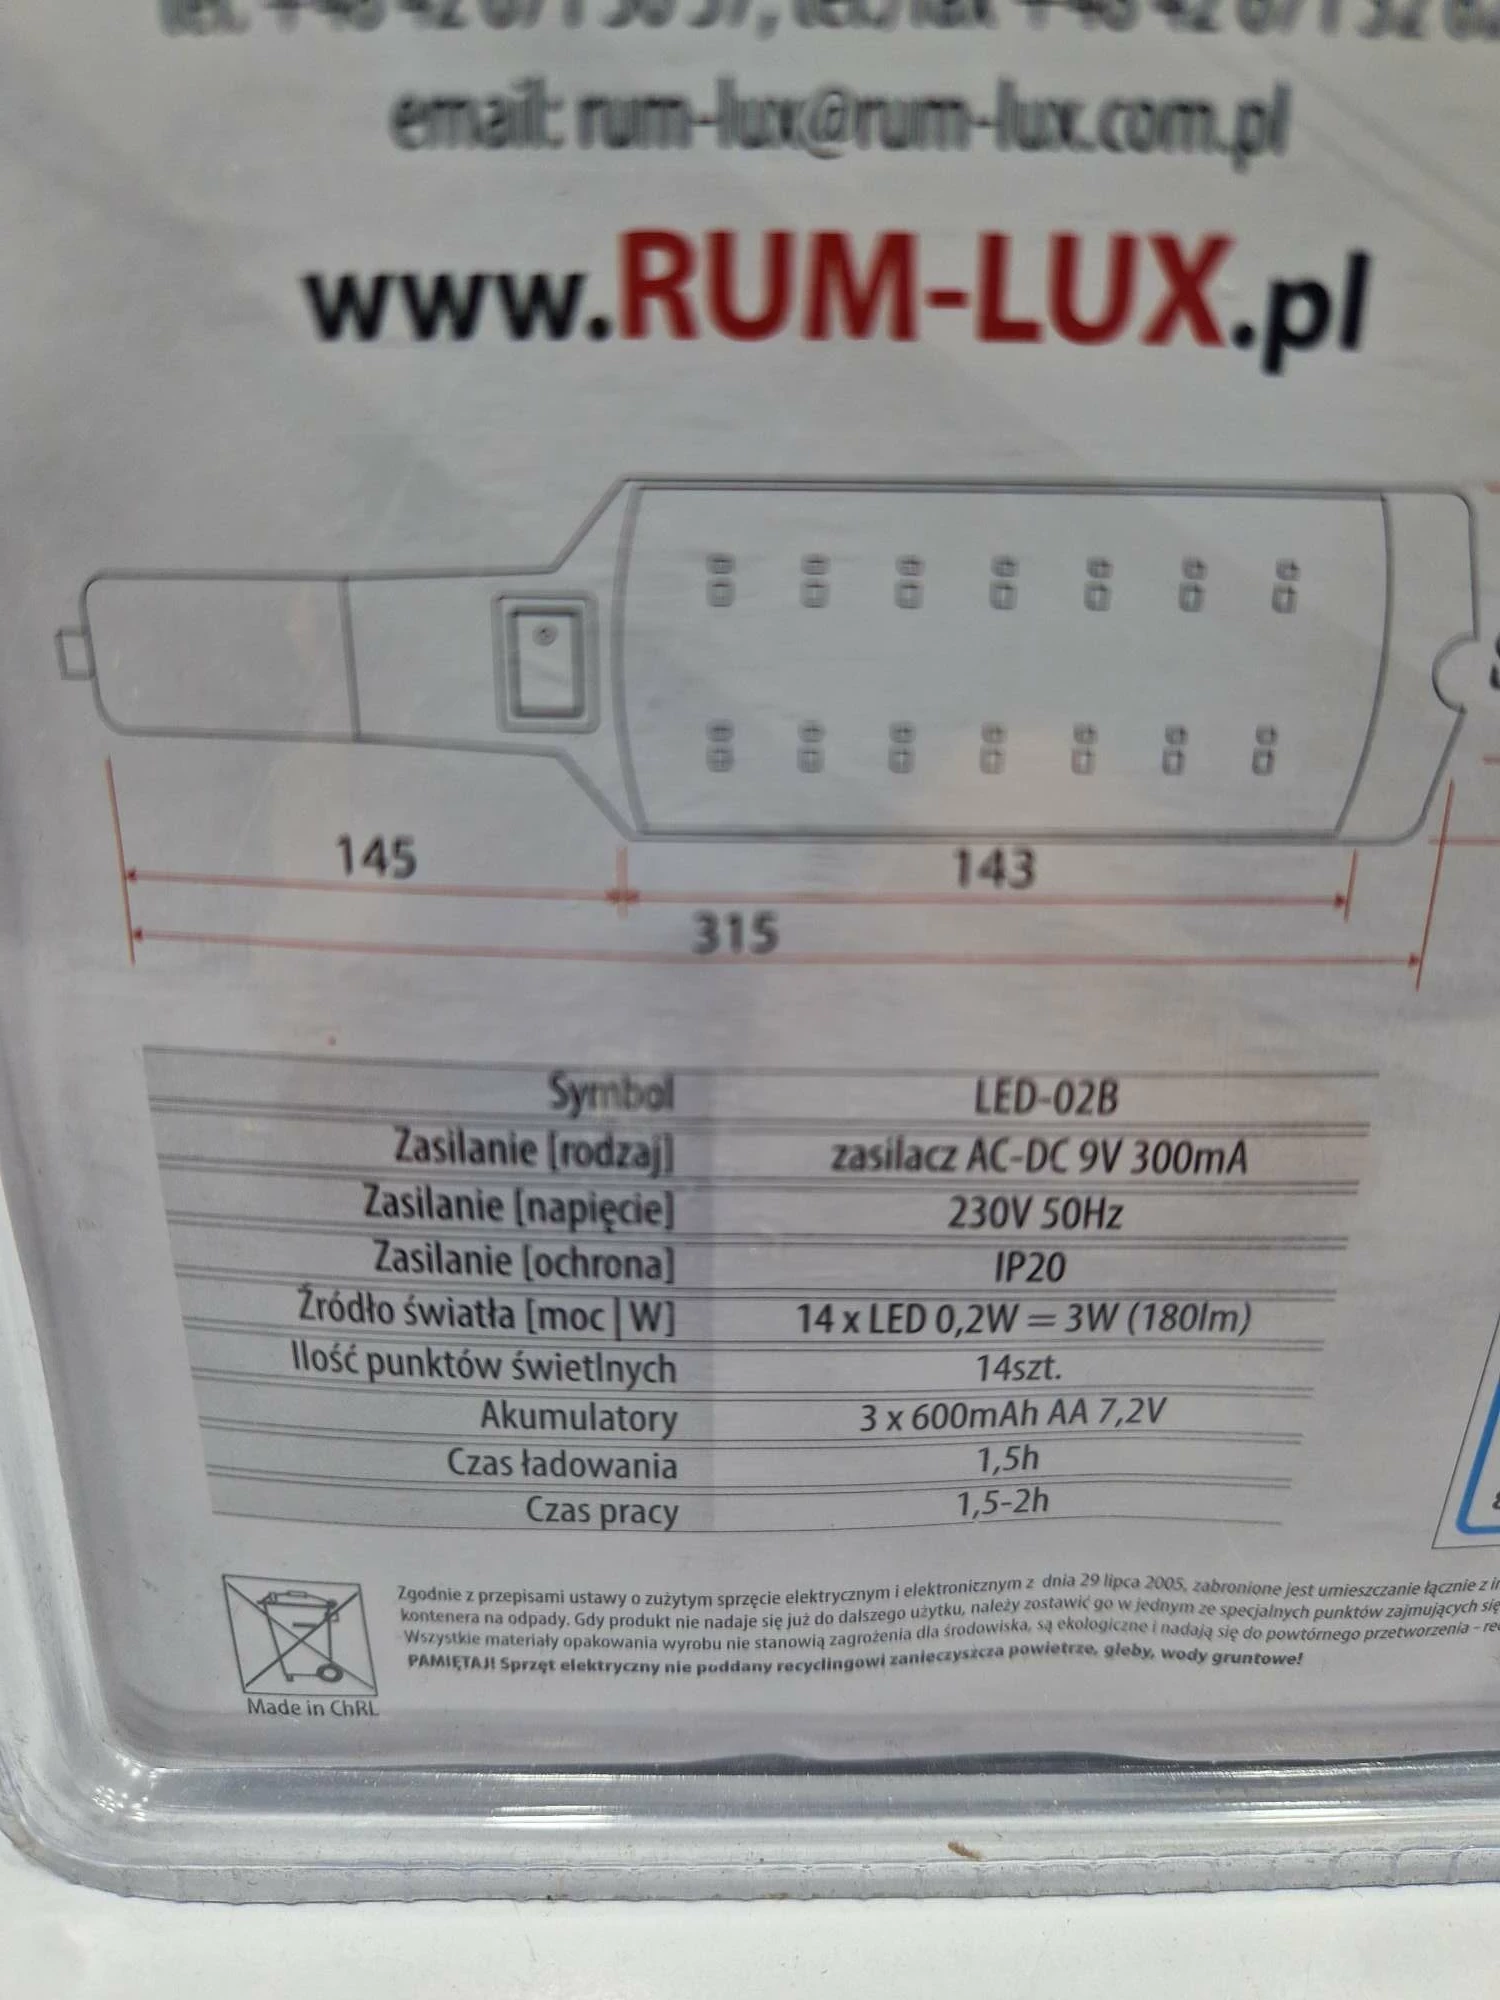 email: rum-lux@rum-lux.com.pl
www.RUM-LUX.pl
145
143
315
Symbol LED-02B
Zasilanie [rodzaj] zasilacz AC-DC 9V 300mA
Zasilanie [napięcie] 230V 50Hz
Zasilanie [ochrona] IP20
Źródło światła [moc|W] 14 x LED 0,2W = 3W (180lm)
Ilość punktów świetlnych 14szt.
Akumulatory 3 x 600mAh AA 7,2V
Czas ładowania 1,5h
Czas pracy 1,5-2h
Zgodnie z przepisami ustawy o zużytym sprzęcie elektrycznym i elektronicznym z dnia 29 lipca 2005, zabronione jest umieszczanie łącznie z
kontenera na odpady. Gdy produkt nie nadaje się już do dalszego użytku, należy zostawić go w jednym ze specjalnych punktów zajmujących się
Wszystkie materiały opakowania wyrobu nie stanowią zagrożenia dla środowiska, są ekologiczne i nadają się do powtórnego przetworzenia –
PAMIĘTAJ! Sprzęt elektryczny nie poddany recyclingowi zanieczyszcza powietrze, gleby, wody gruntowe!
Made in ChRL